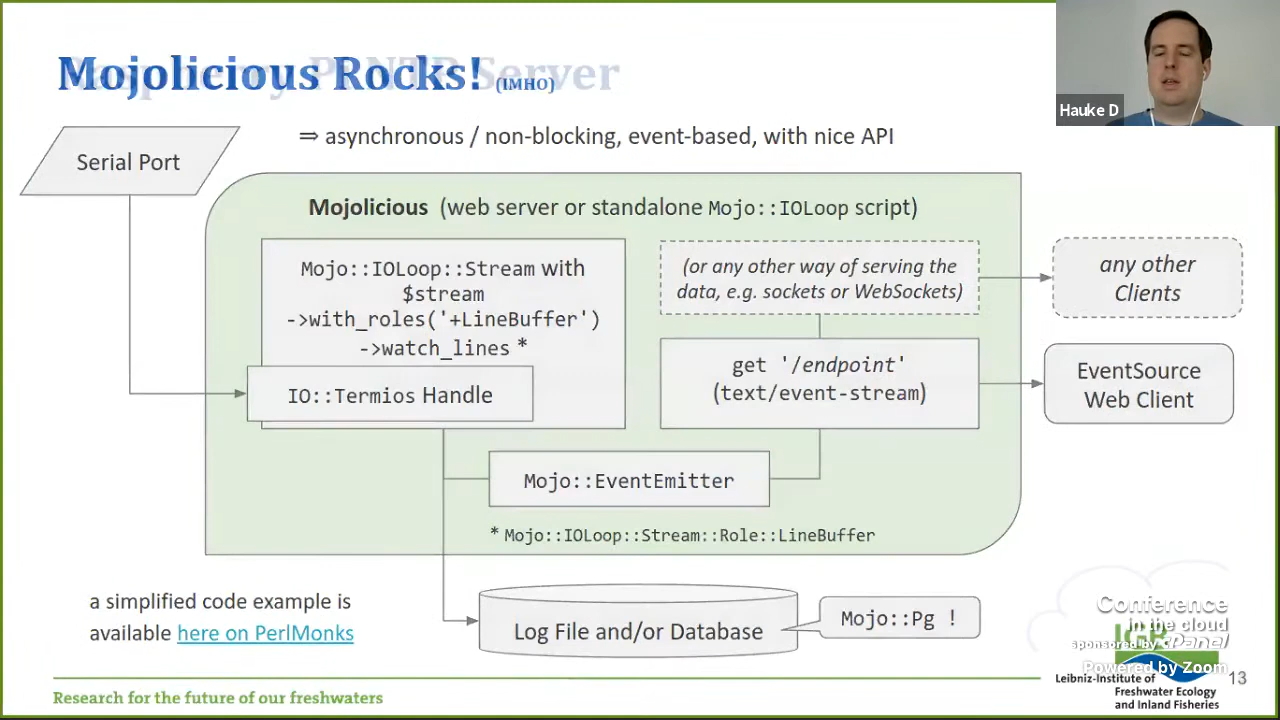 Mojolicious Rocks! (IMHO)
Server
Hauke D
Serial Port
⇒ asynchronous / non-blocking, event-based, with nice API
Mojolicious (web server or standalone Mojo::IOLoop script)
Mojo::IOLoop::Stream with
$stream
->with_roles('+LineBuffer')
->watch_lines *
IO::Termios Handle
(or any other way of serving the
data, e.g. sockets or WebSockets)
any other
Clients
get '/endpoint'
(text/event-stream)
EventSource
Web Client
Mojo::EventEmitter
* Mojo::IOLoop::Stream::Role::LineBuffer
a simplified code example is
available here on PerlMonks
Log File and/or Database
Mojo::Pg !
Conference
in the cloud
sponsored by cPanel
IGB
Powered by Zoom
Leibniz-Institute of
Freshwater Ecology
and Inland Fisheries
13
Research for the future of our freshwaters